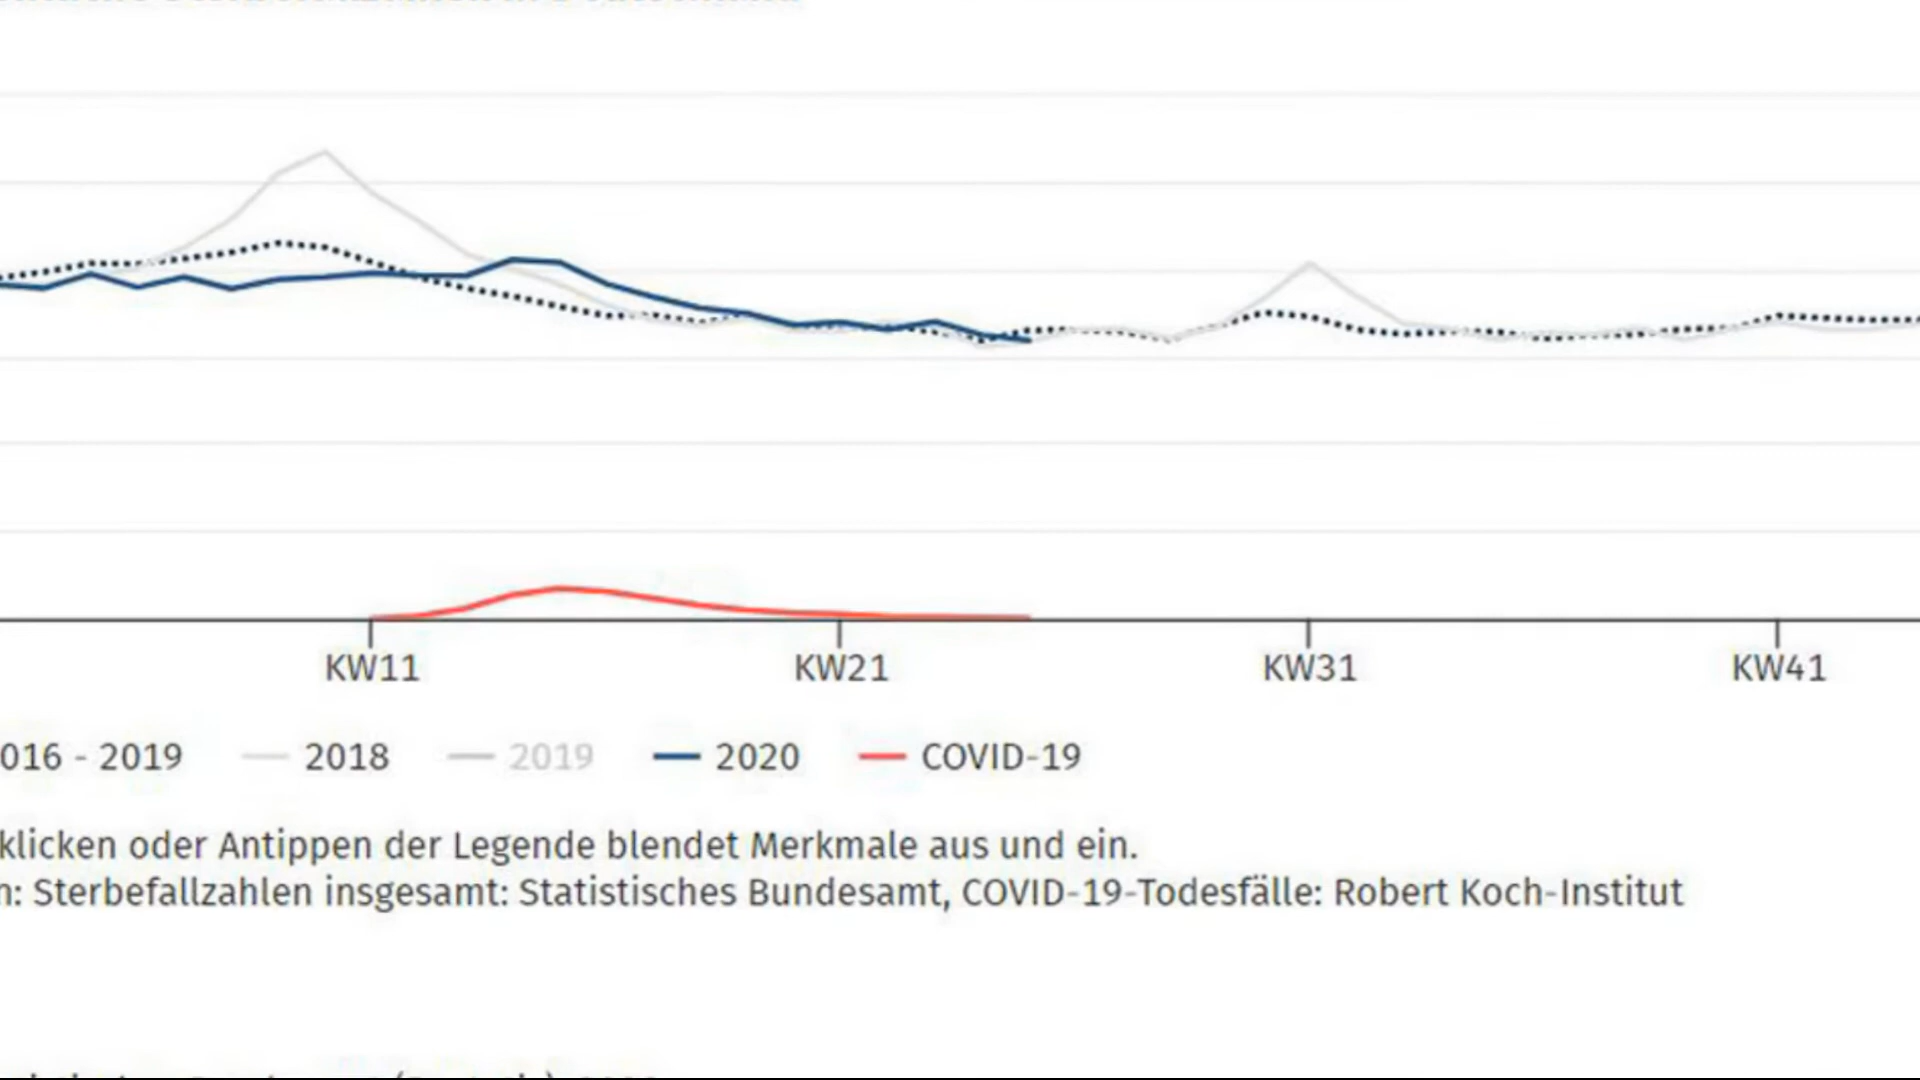 KW11 KW21 KW31 KW41
016 - 2019 2018 2019 2020 COVID-19
klicken oder Antippen der Legende blendet Merkmale aus und ein.
n: Sterbefallzahlen insgesamt: Statistisches Bundesamt, COVID-19-Todesfälle: Robert Koch-Institut